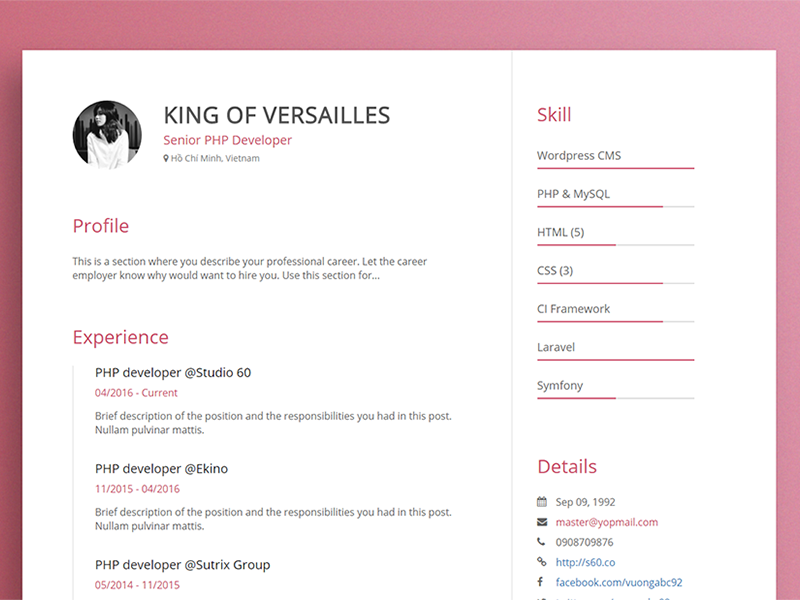 KING OF VERSAILLES
Senior PHP Developer
Hồ Chí Minh, Vietnam
Profile
This is a section where you describe your professional career. Let the career
employer know why would want to hire you. Use this section for...
Experience
PHP developer @Studio 60
04/2016 - Current
Brief description of the position and the responsibilities you had in this post.
Nullam pulvinar mattis.
PHP developer @Ekino
11/2015 - 04/2016
Brief description of the position and the responsibilities you had in this post.
Nullam pulvinar mattis.
PHP developer @Sutrix Group
05/2014 - 11/2015
Skill
Wordpress CMS
PHP & MySQL
HTML (5)
CSS (3)
CI Framework
Laravel
Symfony
Details
Sep 09, 1992
master@yopmail.com
0908709876
http://s60.co
facebook.com/vuongabc92